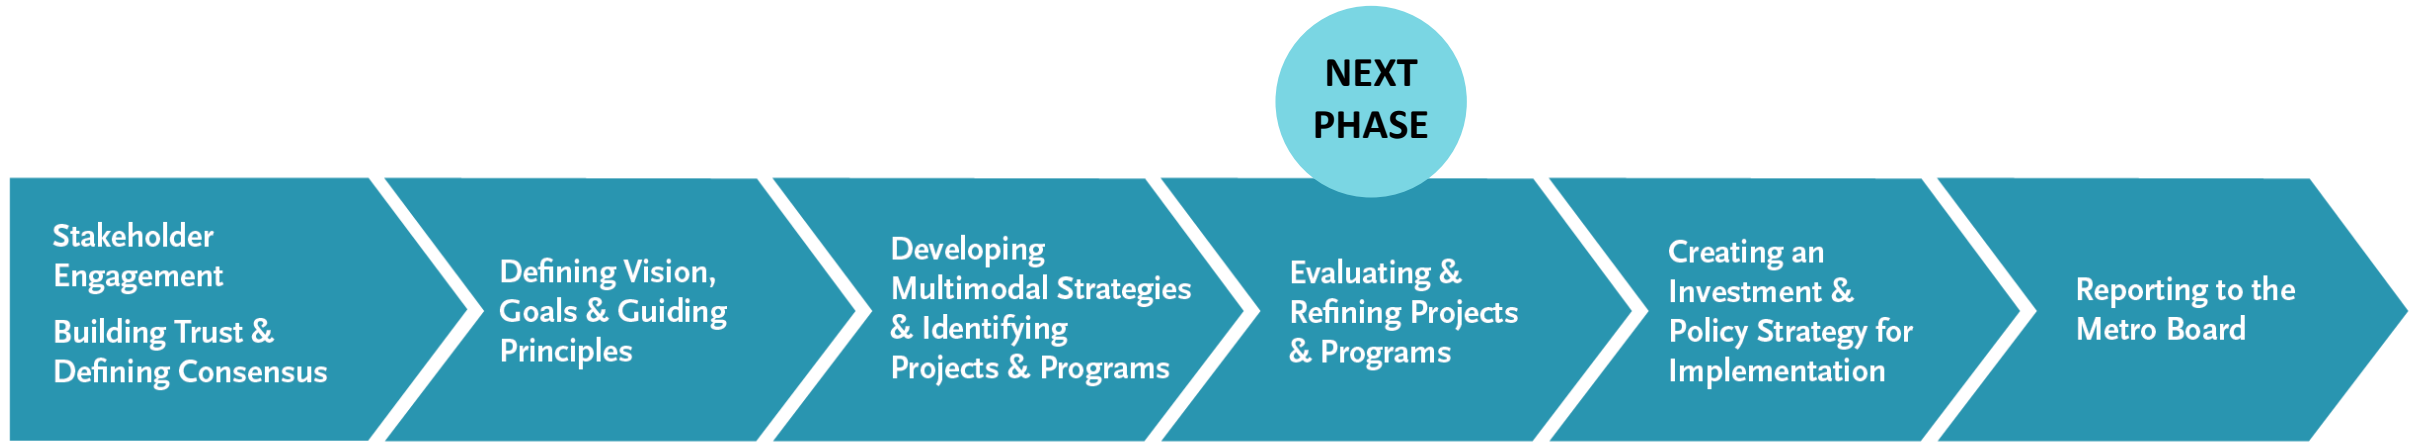 NEXT
PHASE
Stakeholder
Engagement
Building Trust &
Defining Consensus
Defining Vision,
Goals & Guiding
Principles
Developing
Multimodal Strategies
& Identifying
Projects & Programs
Evaluating &
Refining Projects
& Programs
Creating an
Investment &
Policy Strategy for
Implementation
Reporting to the
Metro Board